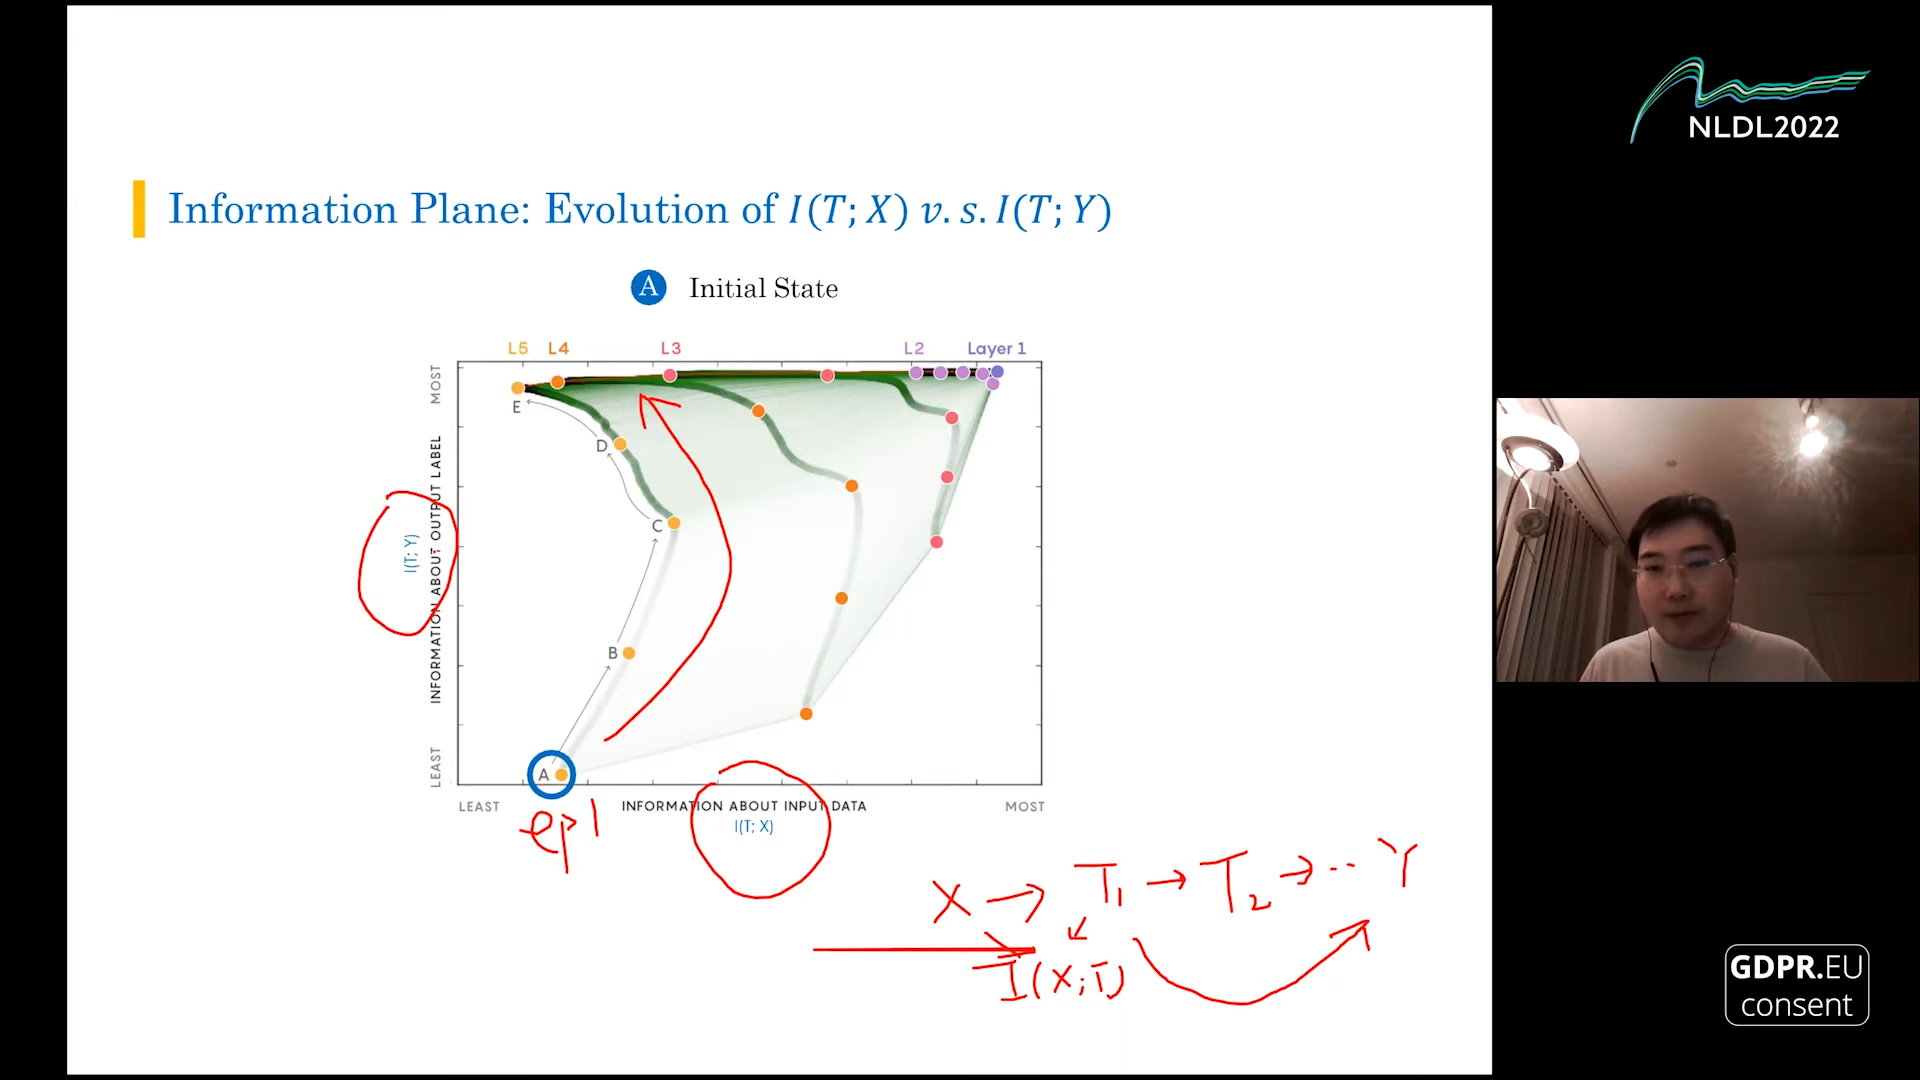 NLDL2022
Information Plane: Evolution of I(T; X) v. s. I(T; Y)
A Initial State
L5 L4 L3 L2 Layer 1
MOST
INFORMATION ABOUT OUTPUT LABEL
I(T; Y)
LEAST
E
D
C
B
A
LEAST INFORMATION ABOUT INPUT DATA MOST
I(T; X)
ep1
X → T1 → T2 → ·· Y
I(X;T)
GDPR.EU
consent